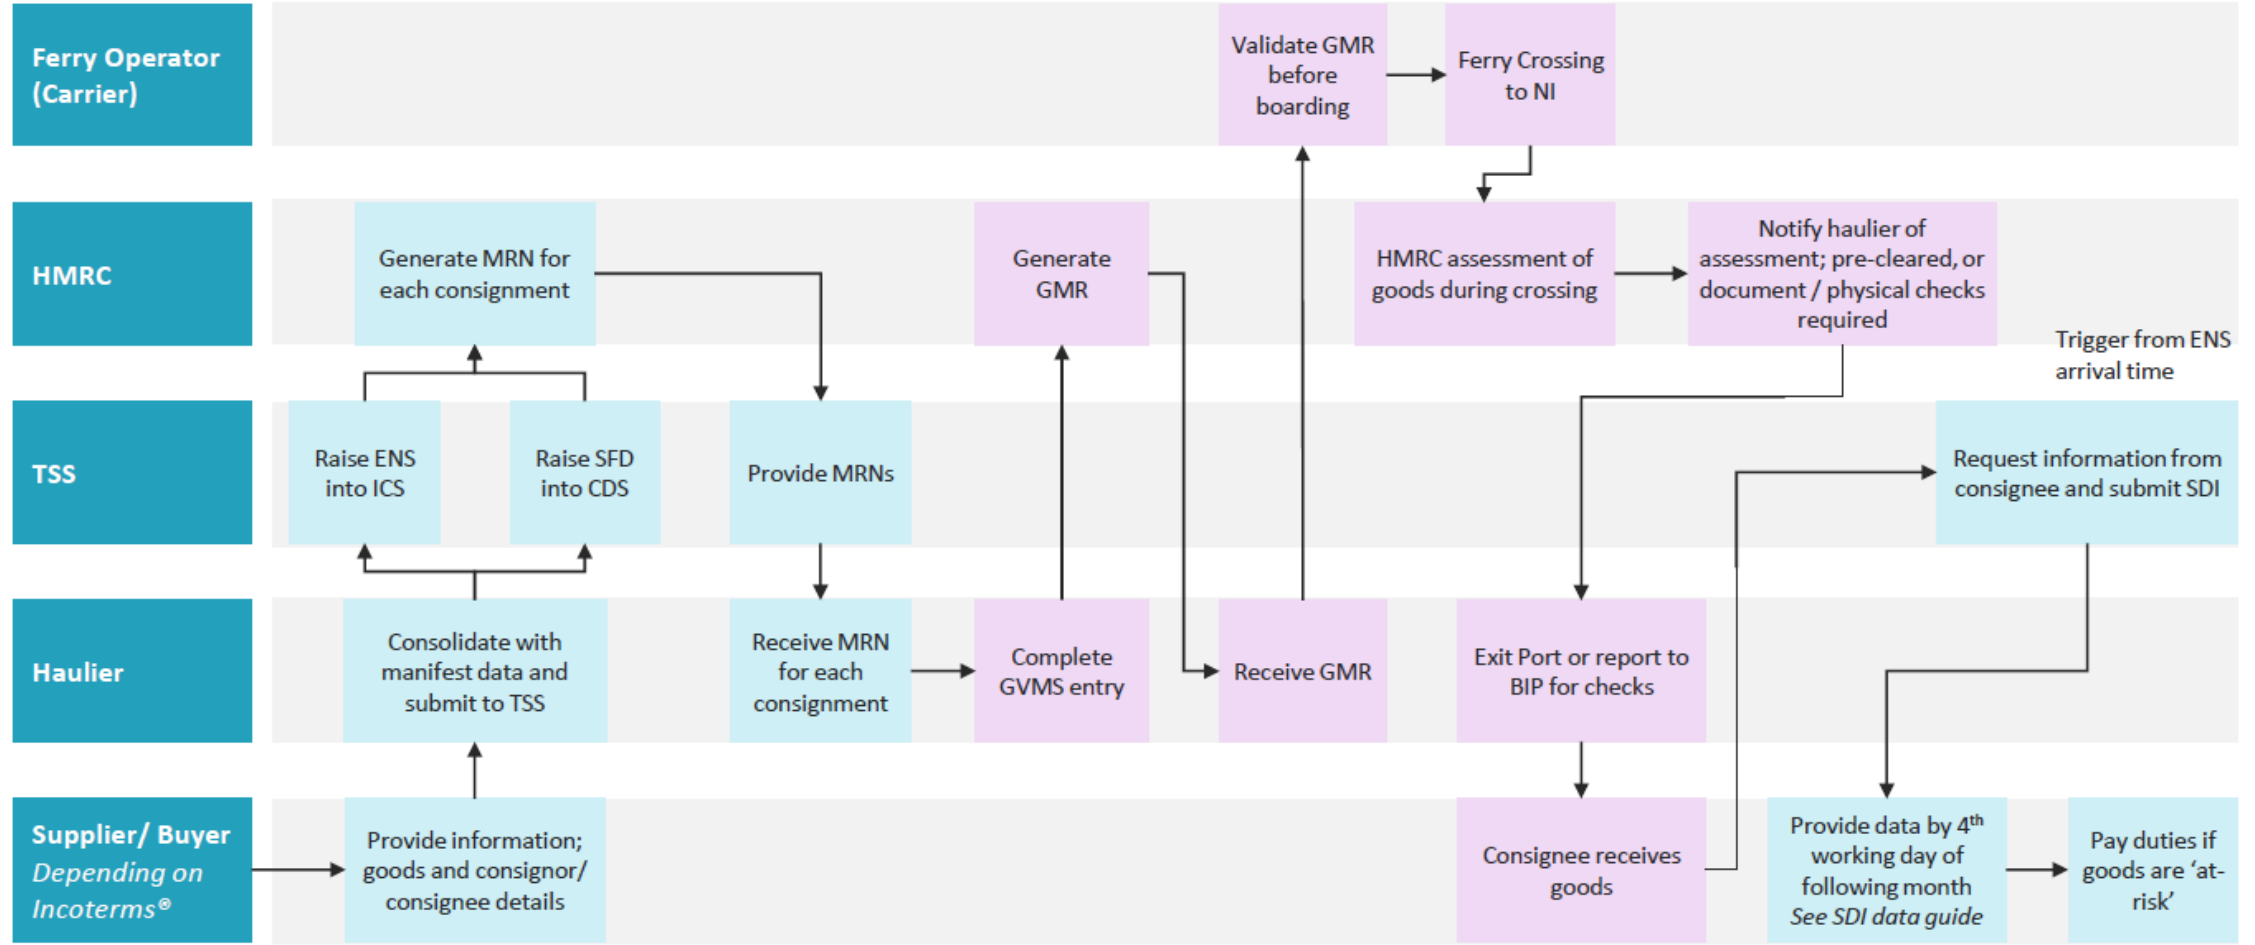 Ferry Operator
(Carrier)
Validate GMR
before
boarding
Ferry Crossing
to NI
HMRC
Generate MRN for
each consignment
Generate
GMR
HMRC assessment of
goods during crossing
Notify haulier of
assessment; pre-cleared, or
document / physical checks
required
Trigger from ENS
arrival time
TSS
Raise ENS
into ICS
Raise SFD
into CDS
Provide MRNs
Request information from
consignee and submit SDI
Haulier
Consolidate with
manifest data and
submit to TSS
Receive MRN
for each
consignment
Complete
GVMS entry
Receive GMR
Exit Port or report to
BIP for checks
Supplier/ Buyer
Depending on
Incoterms®
Provide information;
goods and consignor/
consignee details
Consignee receives
goods
Provide data by 4th
working day of
following month
See SDI data guide
Pay duties if
goods are ‘at-
risk’